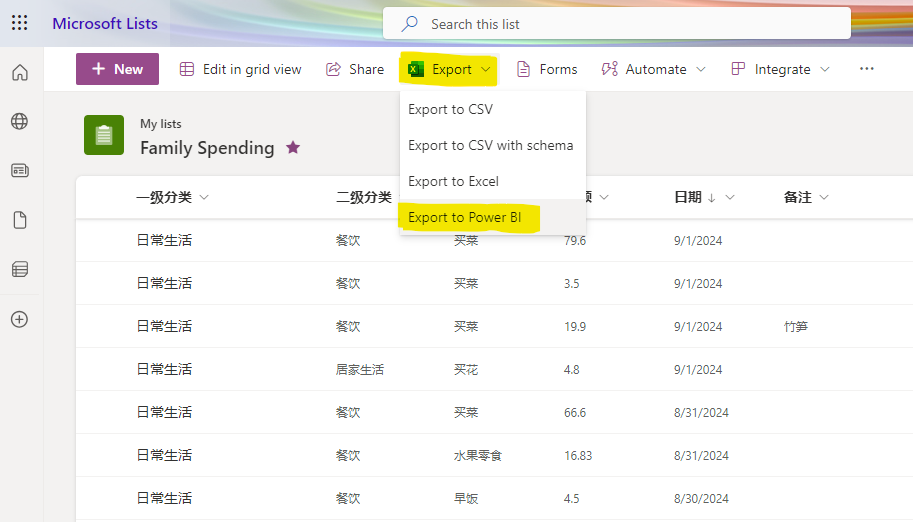 Microsoft Lists
Search this list
New
Edit in grid view
Share
Export
Forms
Automate
Integrate
Export to CSV
Export to CSV with schema
Export to Excel
Export to Power BI
My lists
Family Spending
一级分类 二级分类 日期 备注
日常生活 餐饮 买菜 79.6 9/1/2024
日常生活 餐饮 买菜 3.5 9/1/2024
日常生活 餐饮 买菜 19.9 9/1/2024 竹笋
日常生活 居家生活 买花 4.8 9/1/2024
日常生活 餐饮 买菜 66.6 8/31/2024
日常生活 餐饮 水果零食 16.83 8/31/2024
日常生活 餐饮 早饭 4.5 8/30/2024